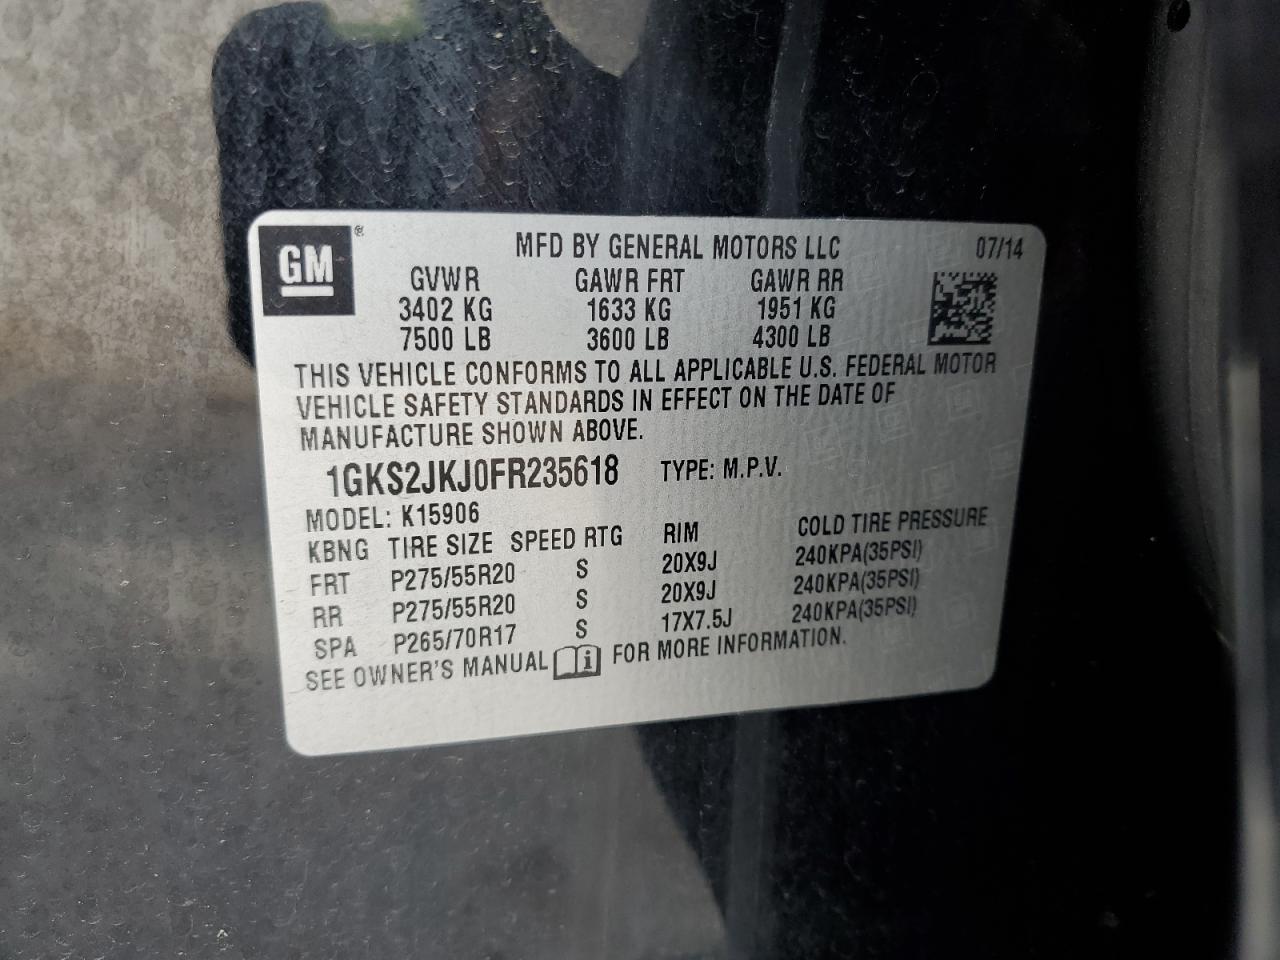 GM ®
MFD BY GENERAL MOTORS LLC 07/14
GVWR GAWR FRT GAWR RR
3402 KG 1633 KG 1951 KG
7500 LB 3600 LB 4300 LB
THIS VEHICLE CONFORMS TO ALL APPLICABLE U.S. FEDERAL MOTOR
VEHICLE SAFETY STANDARDS IN EFFECT ON THE DATE OF
MANUFACTURE SHOWN ABOVE.
1GKS2JKJ0FR235618 TYPE: M.P.V.
MODEL: K15906
KBNG TIRE SIZE SPEED RTG RIM COLD TIRE PRESSURE
FRT P275/55R20 S 20X9J 240KPA(35PSI)
RR P275/55R20 S 20X9J 240KPA(35PSI)
SPA P265/70R17 S 17X7.5J 240KPA(35PSI)
SEE OWNER'S MANUAL i FOR MORE INFORMATION.